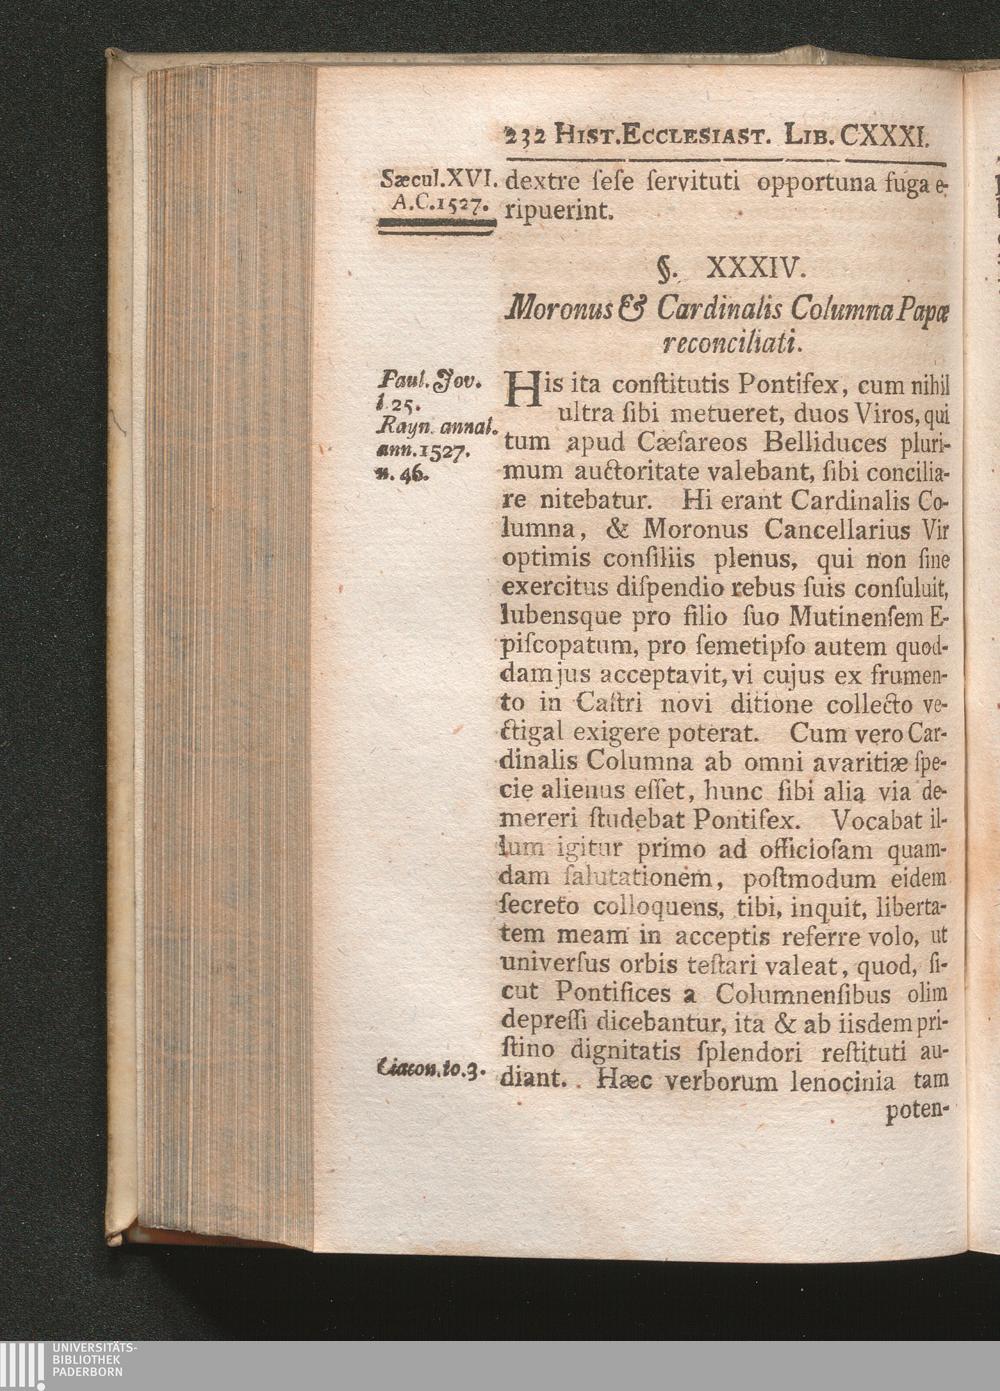 232 HIST. ECCLESIAST. LIB. CXXXI.
Sæcul. XVI.
A.C. 1527.
dextre ſeſe ſervituti opportuna fuga e-
ripuerint.
§. XXXIV.
Moronus & Cardinalis Columna Papæ
reconciliati.
Paul. Jov.
l. 25.
Rayn. annal.
ann. 1527.
n. 46.
His ita conſtitutis Pontifex, cum nihil
ultra ſibi metueret, duos Viros, qui
tum apud Cæſareos Belliduces pluri-
mum auctoritate valebant, ſibi concilia-
re nitebatur. Hi erant Cardinalis Co-
lumna, & Moronus Cancellarius Vir
optimis conſiliis plenus, qui non ſine
exercitus diſpendio rebus ſuis conſuluit,
lubensque pro filio ſuo Mutinenſem E-
piſcopatum, pro ſemetipſo autem quod-
dam jus acceptavit, vi cujus ex frumen-
to in Caſtri novi ditione collecto ve-
ctigal exigere poterat. Cum vero Car-
dinalis Columna ab omni avaritiæ ſpe-
cie alienus eſſet, hunc ſibi alia via de-
mereri ſtudebat Pontifex. Vocabat il-
lum igitur primo ad officioſam quam-
dam ſalutationem, poſtmodum eidem
ſecreto colloquens, tibi, inquit, liberta-
tem meam in acceptis referre volo, ut
univerſus orbis teſtari valeat, quod, ſi-
cut Pontifices a Columnenſibus olim
depreſſi dicebantur, ita & ab iisdem pri-
ſtino dignitatis ſplendori reſtituti au-
Ciacon. to. 3.
diant. Hæc verborum lenocinia tam
poten-
UNIVERSITÄTS-
BIBLIOTHEK
PADERBORN